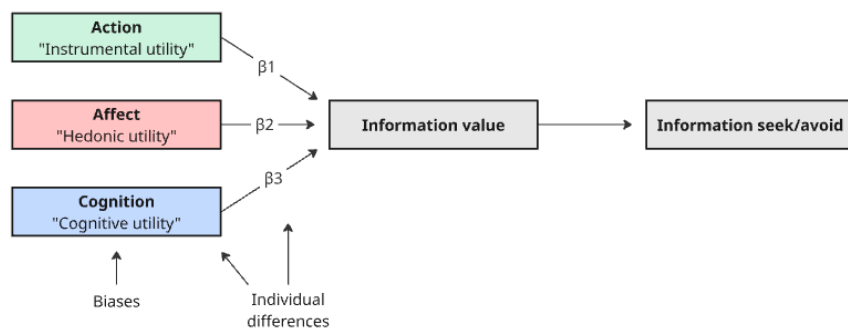 Action
"Instrumental utility"
β1
Affect
"Hedonic utility"
β2
Information value
Information seek/avoid
Cognition
"Cognitive utility"
β3
Biases
Individual
differences